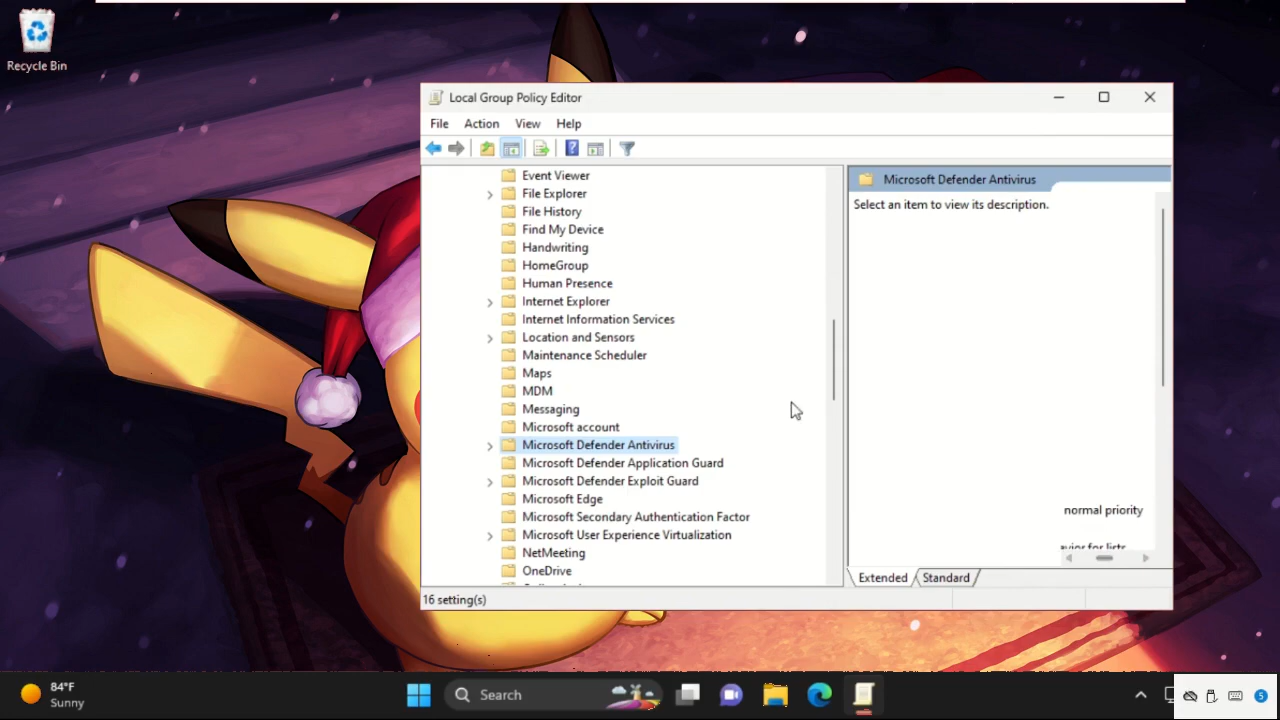 Recycle Bin
Local Group Policy Editor
File Action View Help
Event Viewer
File Explorer
File History
Find My Device
Handwriting
HomeGroup
Human Presence
Internet Explorer
Internet Information Services
Location and Sensors
Maintenance Scheduler
Maps
MDM
Messaging
Microsoft account
Microsoft Defender Antivirus
Microsoft Defender Application Guard
Microsoft Defender Exploit Guard
Microsoft Edge
Microsoft Secondary Authentication Factor
Microsoft User Experience Virtualization
NetMeeting
OneDrive
Microsoft Defender Antivirus
Select an item to view its description.
normal priority
for lists
Extended Standard
16 setting(s)
84°F
Sunny
Search
5